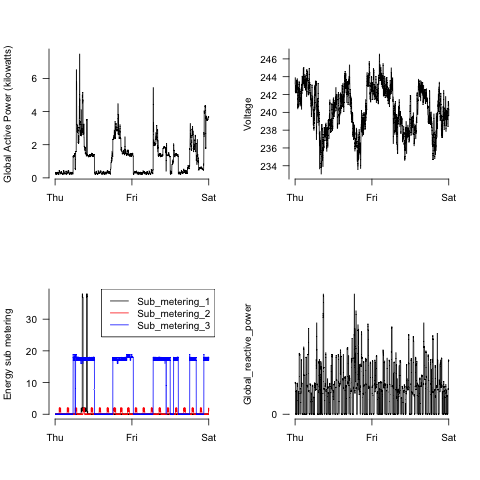 Global Active Power (kilowatts)
6
4
2
0
Thu Fri Sat
Voltage
246
244
242
240
238
236
234
Thu Fri Sat
Energy sub metering
30
20
10
0
Thu Fri Sat
Sub_metering_1
Sub_metering_2
Sub_metering_3
Global_reactive_power
0
Thu Fri Sat